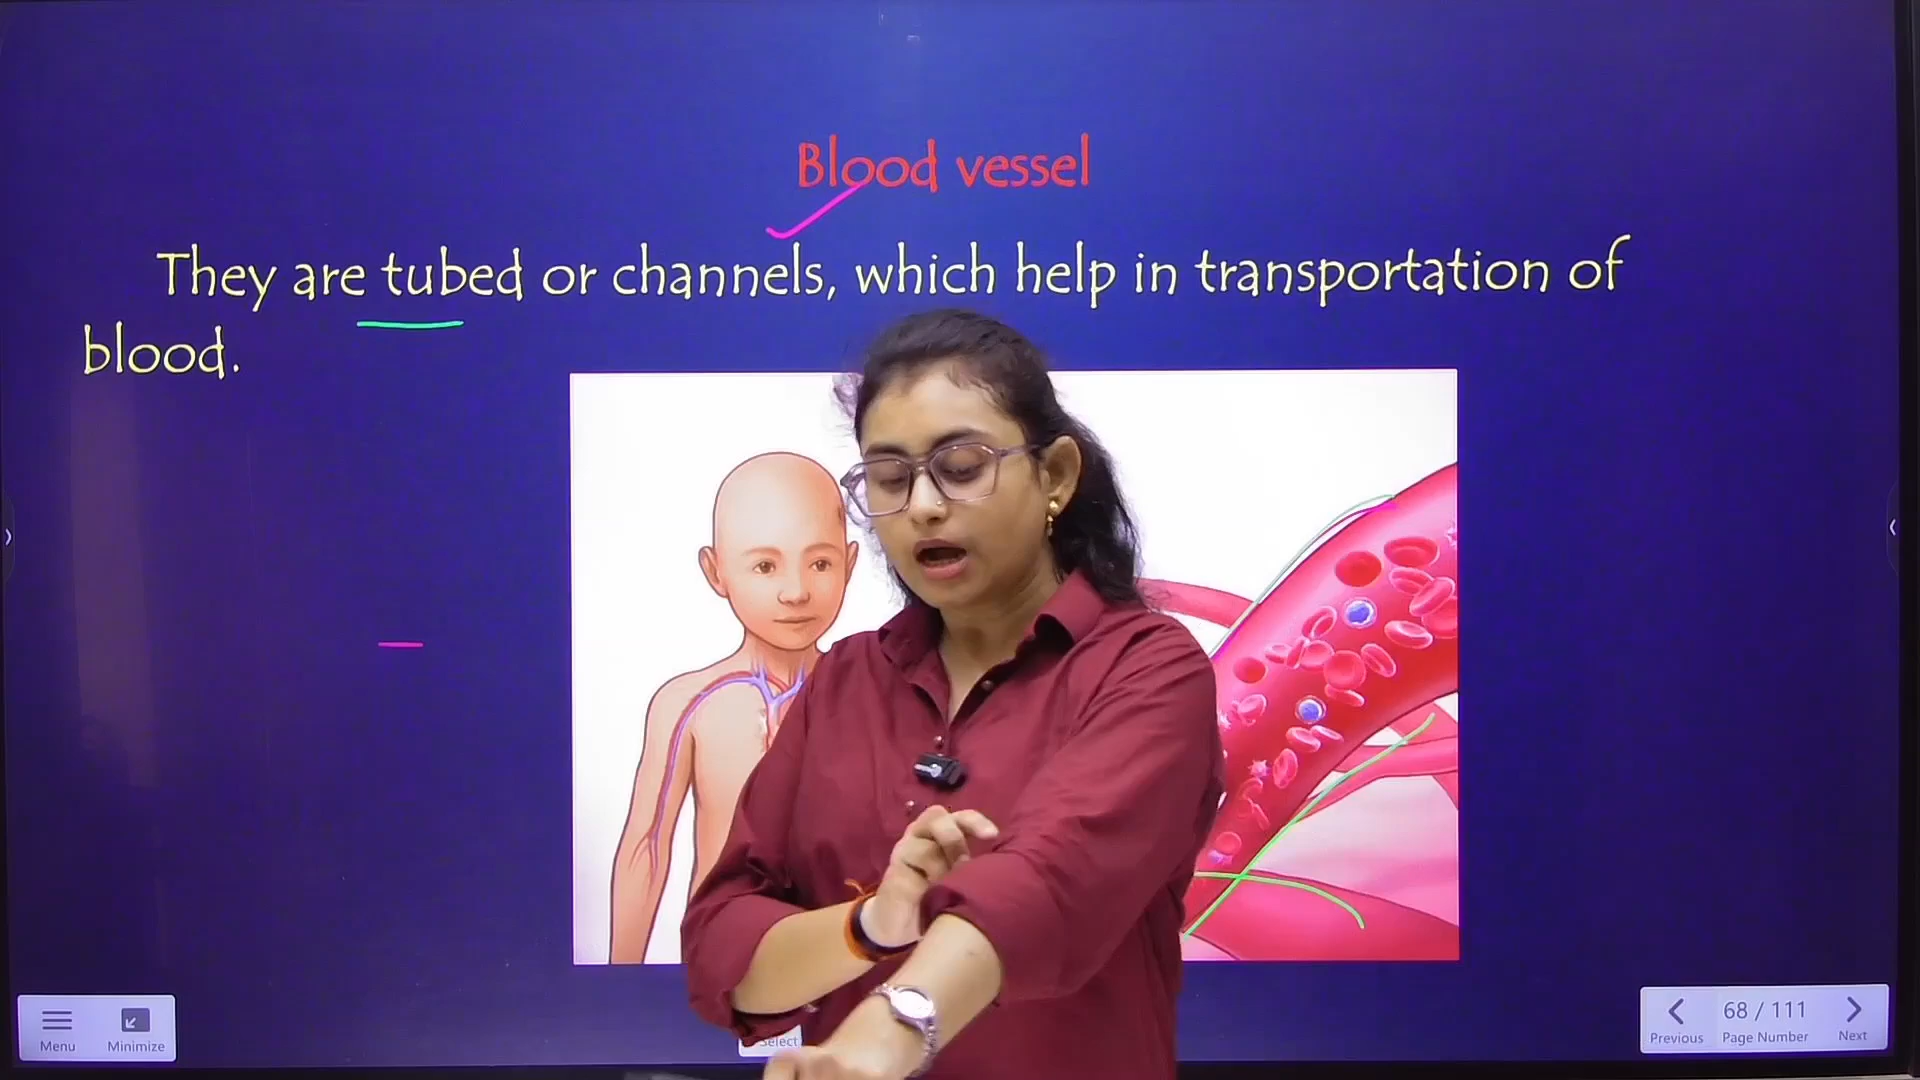 Blood vessel
They are tubed or channels, which help in transportation of
blood.
Menu
Minimize
Select
Previous
68 / 111
Page Number
Next